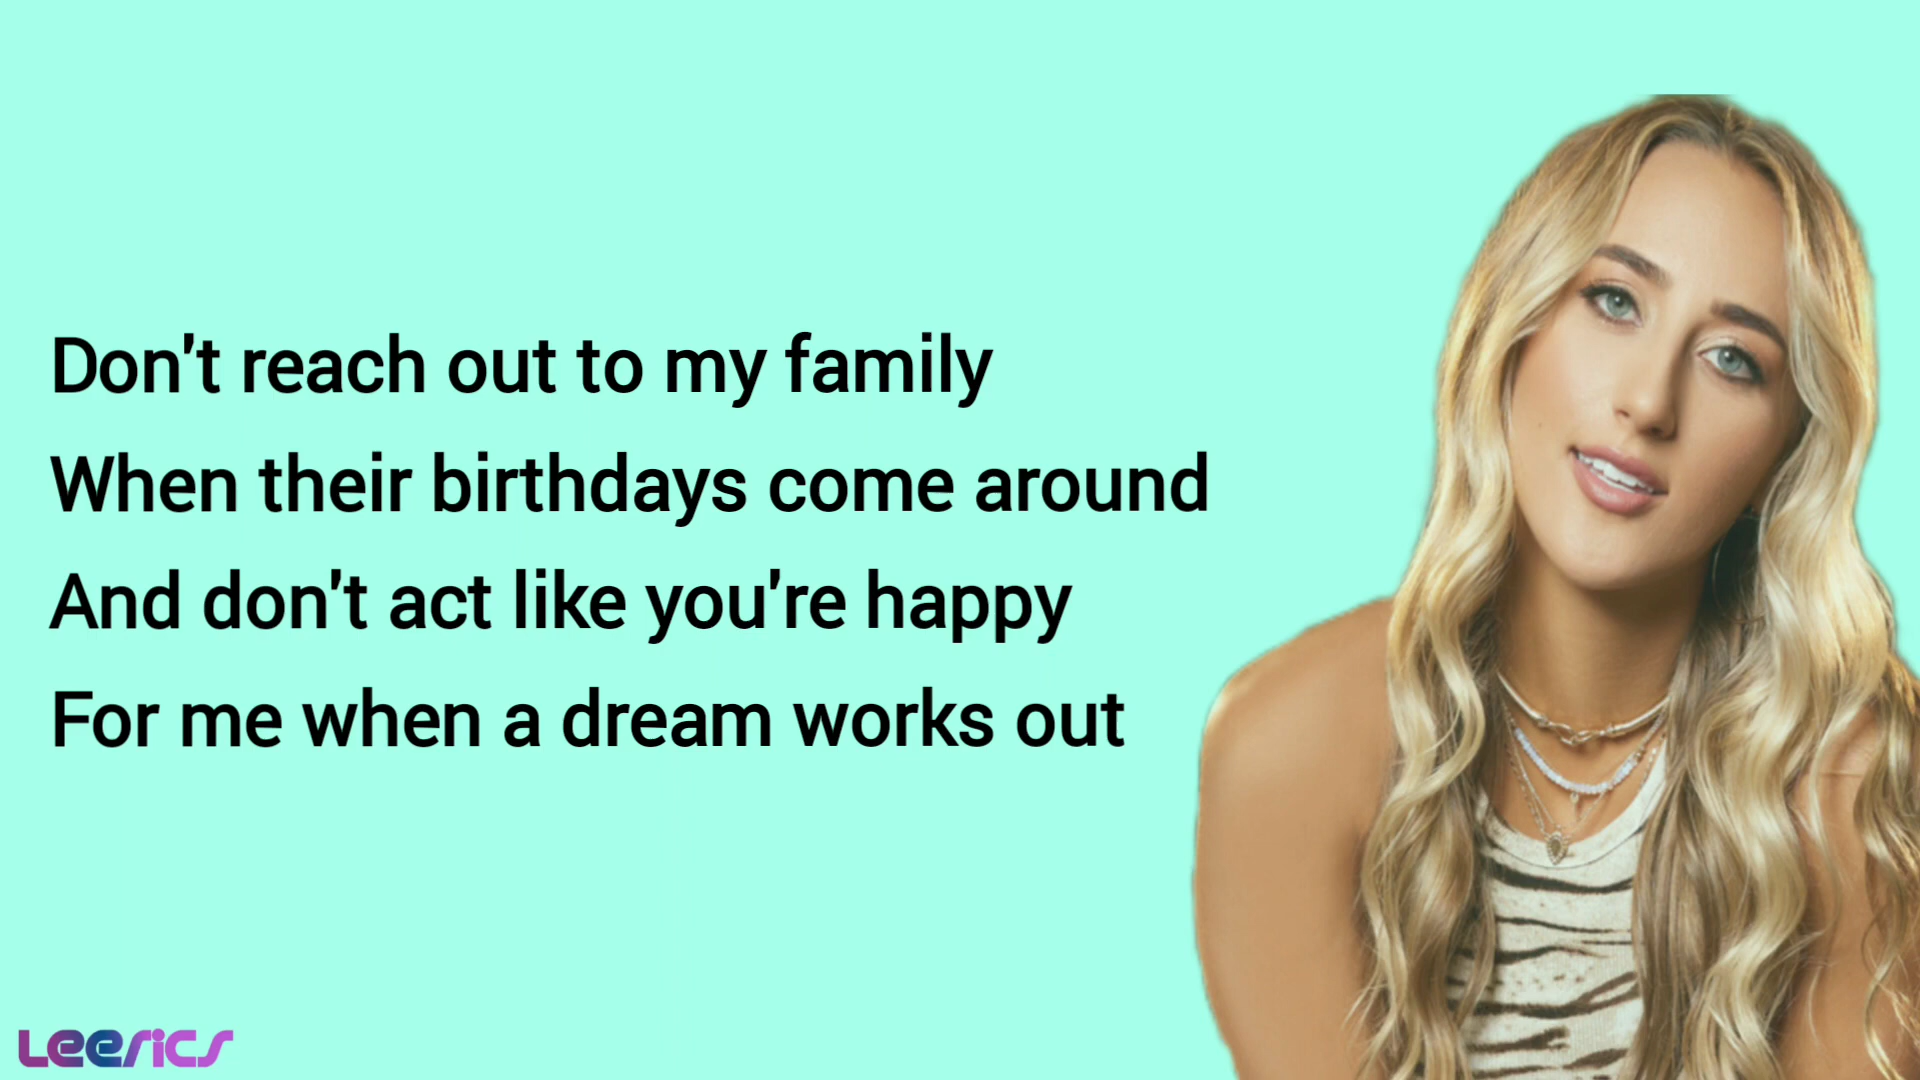 Don't reach out to my family
When their birthdays come around
And don't act like you're happy
For me when a dream works out
Leerics